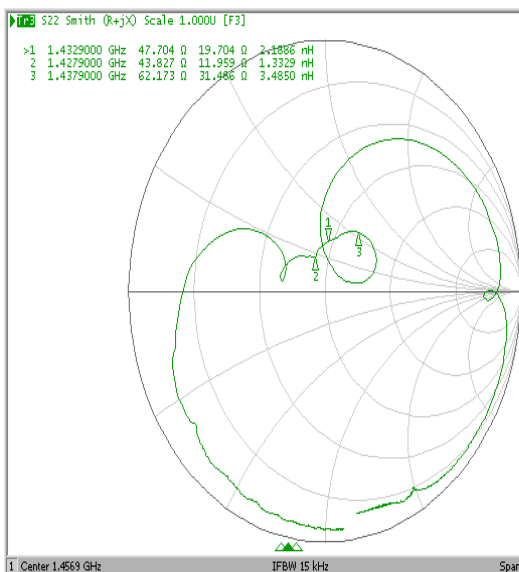 Tr3 S22 Smith (R+jX) Scale 1.000U [F3]
>1 1.4329000 GHz 47.704 Ω 19.704 Ω 2.1886 nH
2 1.4279000 GHz 43.827 Ω 11.959 Ω 1.3329 nH
3 1.4379000 GHz 62.173 Ω 31.486 Ω 3.4850 nH
1
3
2
1 Center 1.4569 GHz IFBW 15 kHz Span